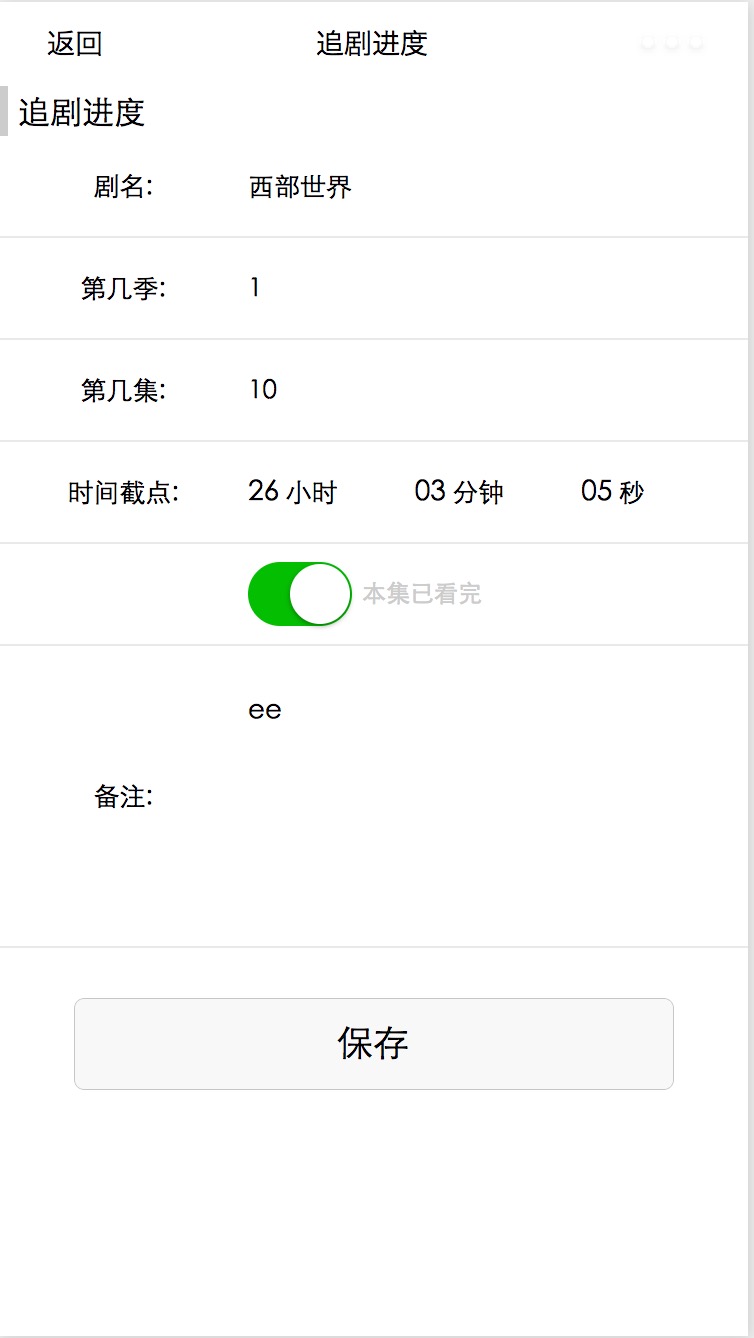 返回 追剧进度
追剧进度
剧名: 西部世界
第几季: 1
第几集: 10
时间截点: 26 小时 03 分钟 05 秒
本集已看完
ee
备注:
保存